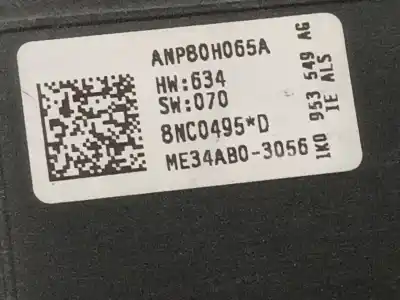 ANP80H065A
HW:634
SW:070
8NC0495*D
ME34AB0-3056
1K0 953 549 AG
IE ALS